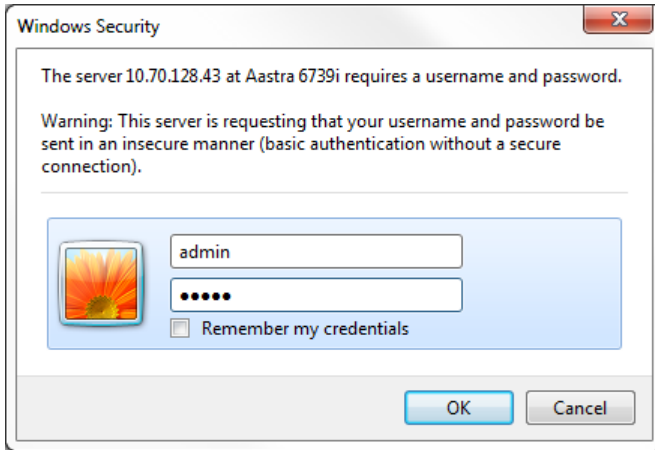 Windows Security
The server 10.70.128.43 at Aastra 6739i requires a username and password.
Warning: This server is requesting that your username and password be
sent in an insecure manner (basic authentication without a secure
connection).
admin
●●●●●
Remember my credentials
OK Cancel